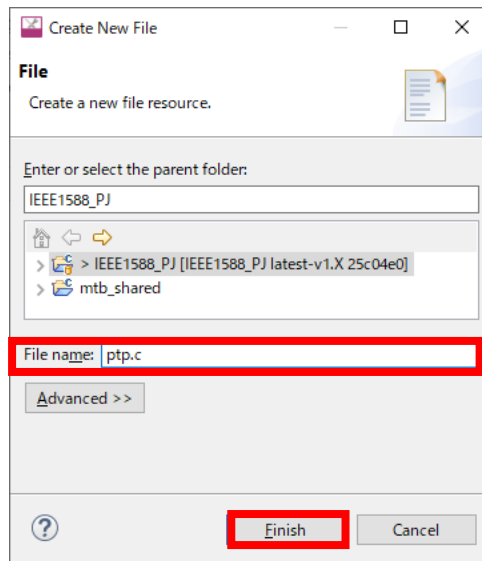 Create New File
File
Create a new file resource.
Enter or select the parent folder:
IEEE1588_PJ
> IEEE1588_PJ [IEEE1588_PJ latest-v1.X 25c04e0]
mtb_shared
File name: ptp.c
Advanced >>
?
Finish
Cancel